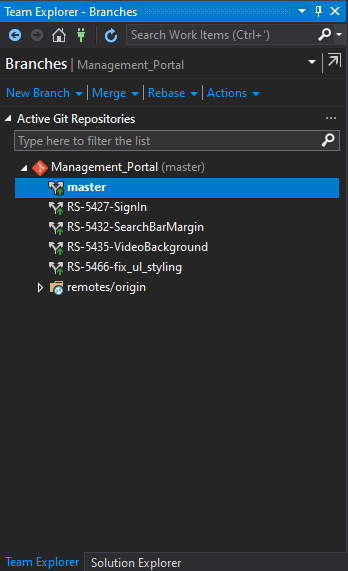 Team Explorer - Branches
Search Work Items (Ctrl+')
Branches | Management_Portal
New Branch | Merge | Rebase | Actions
Active Git Repositories
Type here to filter the list
Management_Portal (master)
master
RS-5427-SignIn
RS-5432-SearchBarMargin
RS-5435-VideoBackground
RS-5466-fix_ul_styling
remotes/origin
Team Explorer Solution Explorer